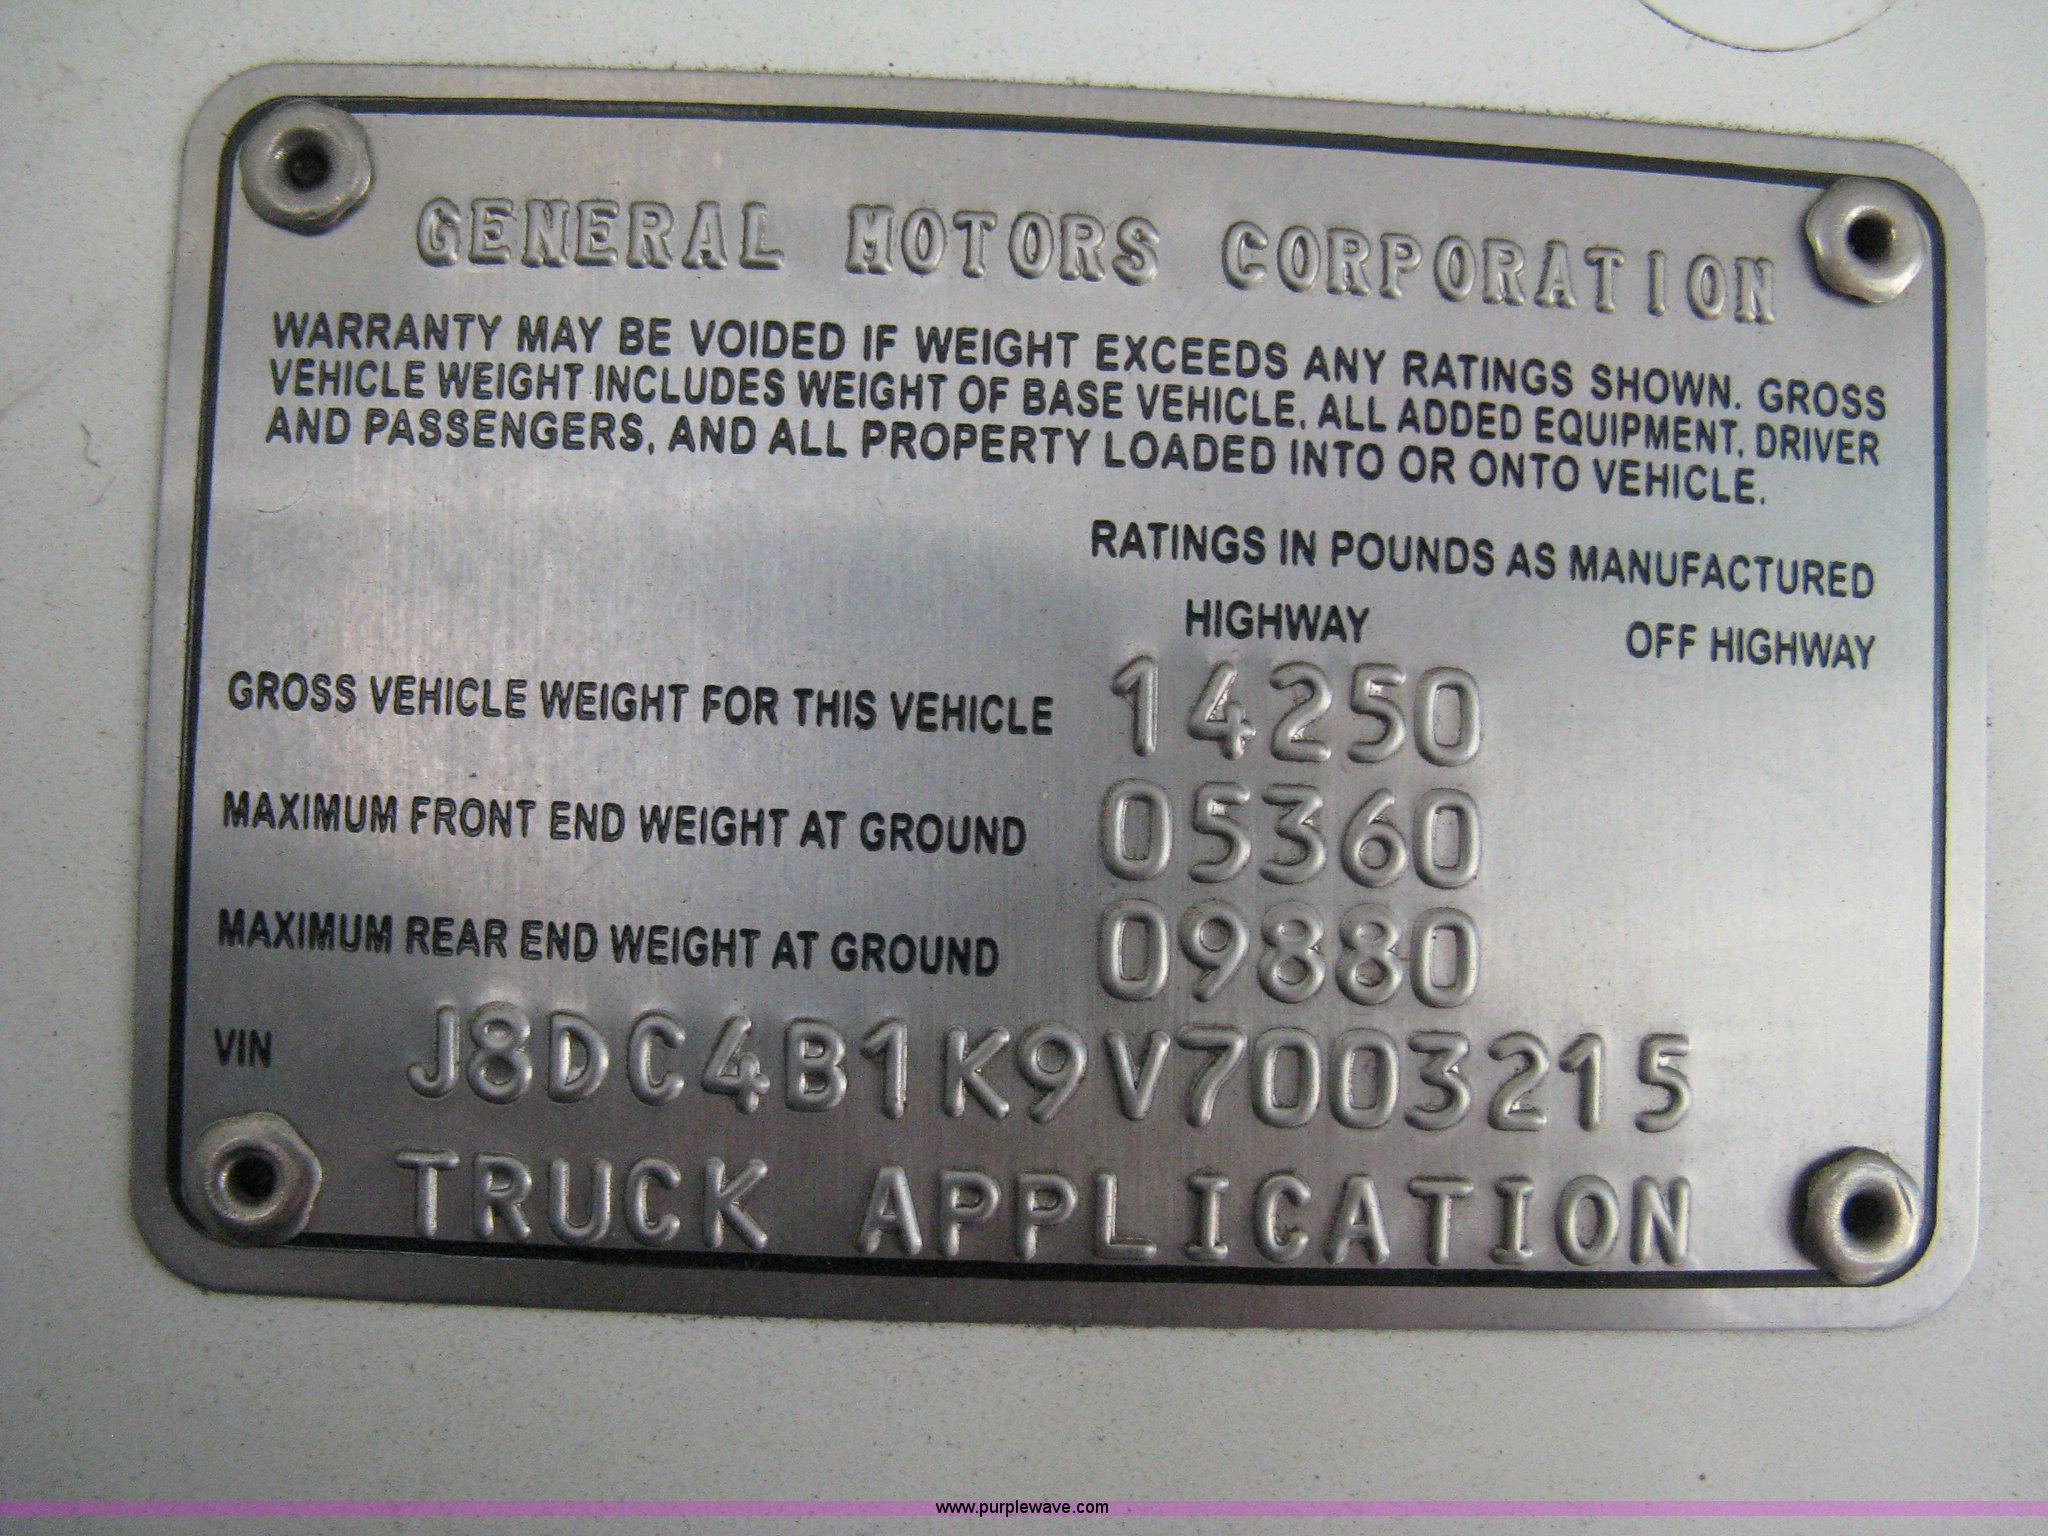 GENERAL MOTORS CORPORATION
WARRANTY MAY BE VOIDED IF WEIGHT EXCEEDS ANY RATINGS SHOWN. GROSS
VEHICLE WEIGHT INCLUDES WEIGHT OF BASE VEHICLE, ALL ADDED EQUIPMENT, DRIVER
AND PASSENGERS, AND ALL PROPERTY LOADED INTO OR ONTO VEHICLE.
RATINGS IN POUNDS AS MANUFACTURED
HIGHWAY OFF HIGHWAY
GROSS VEHICLE WEIGHT FOR THIS VEHICLE 14250
MAXIMUM FRONT END WEIGHT AT GROUND 05360
MAXIMUM REAR END WEIGHT AT GROUND 09880
VIN J8DC4B1K9V7003215
TRUCK APPLICATION
www.purplewave.com